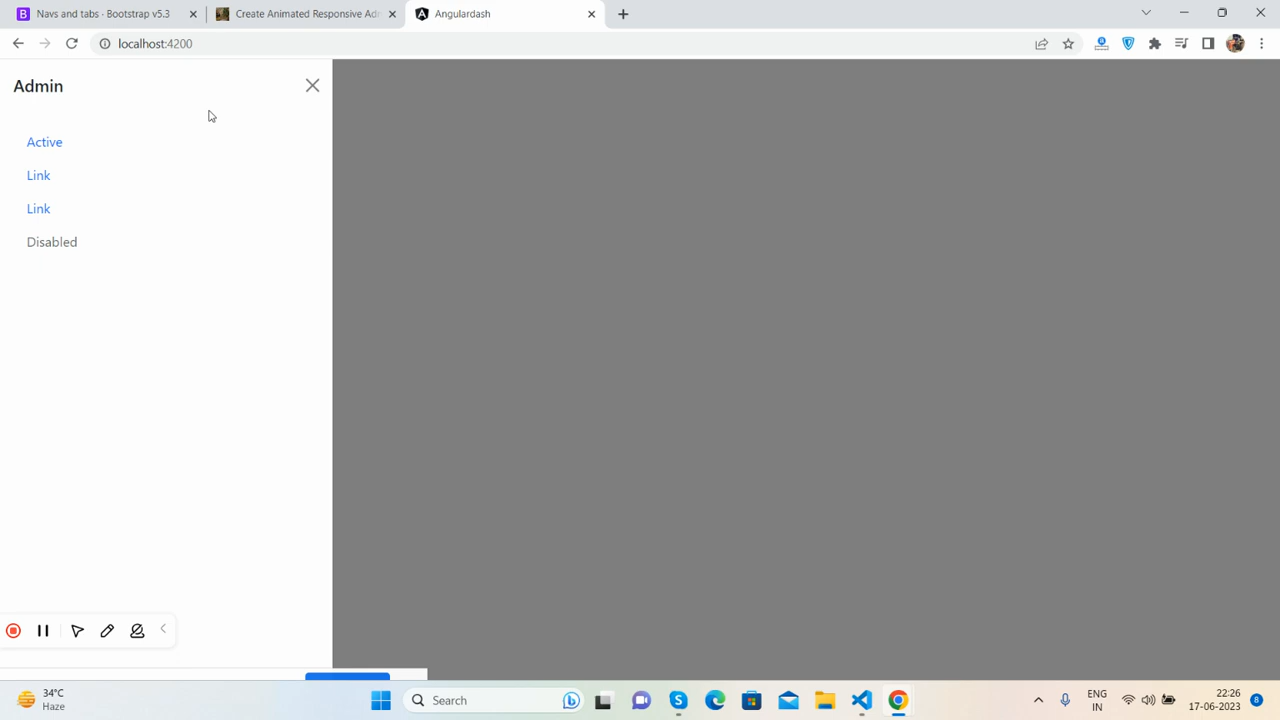 Navs and tabs · Bootstrap v5.3
Create Animated Responsive Ad
Angulardash
localhost:4200
Admin
Active
Link
Link
Disabled
34°C
Haze
Search
ENG
IN
22:26
17-06-2023
8